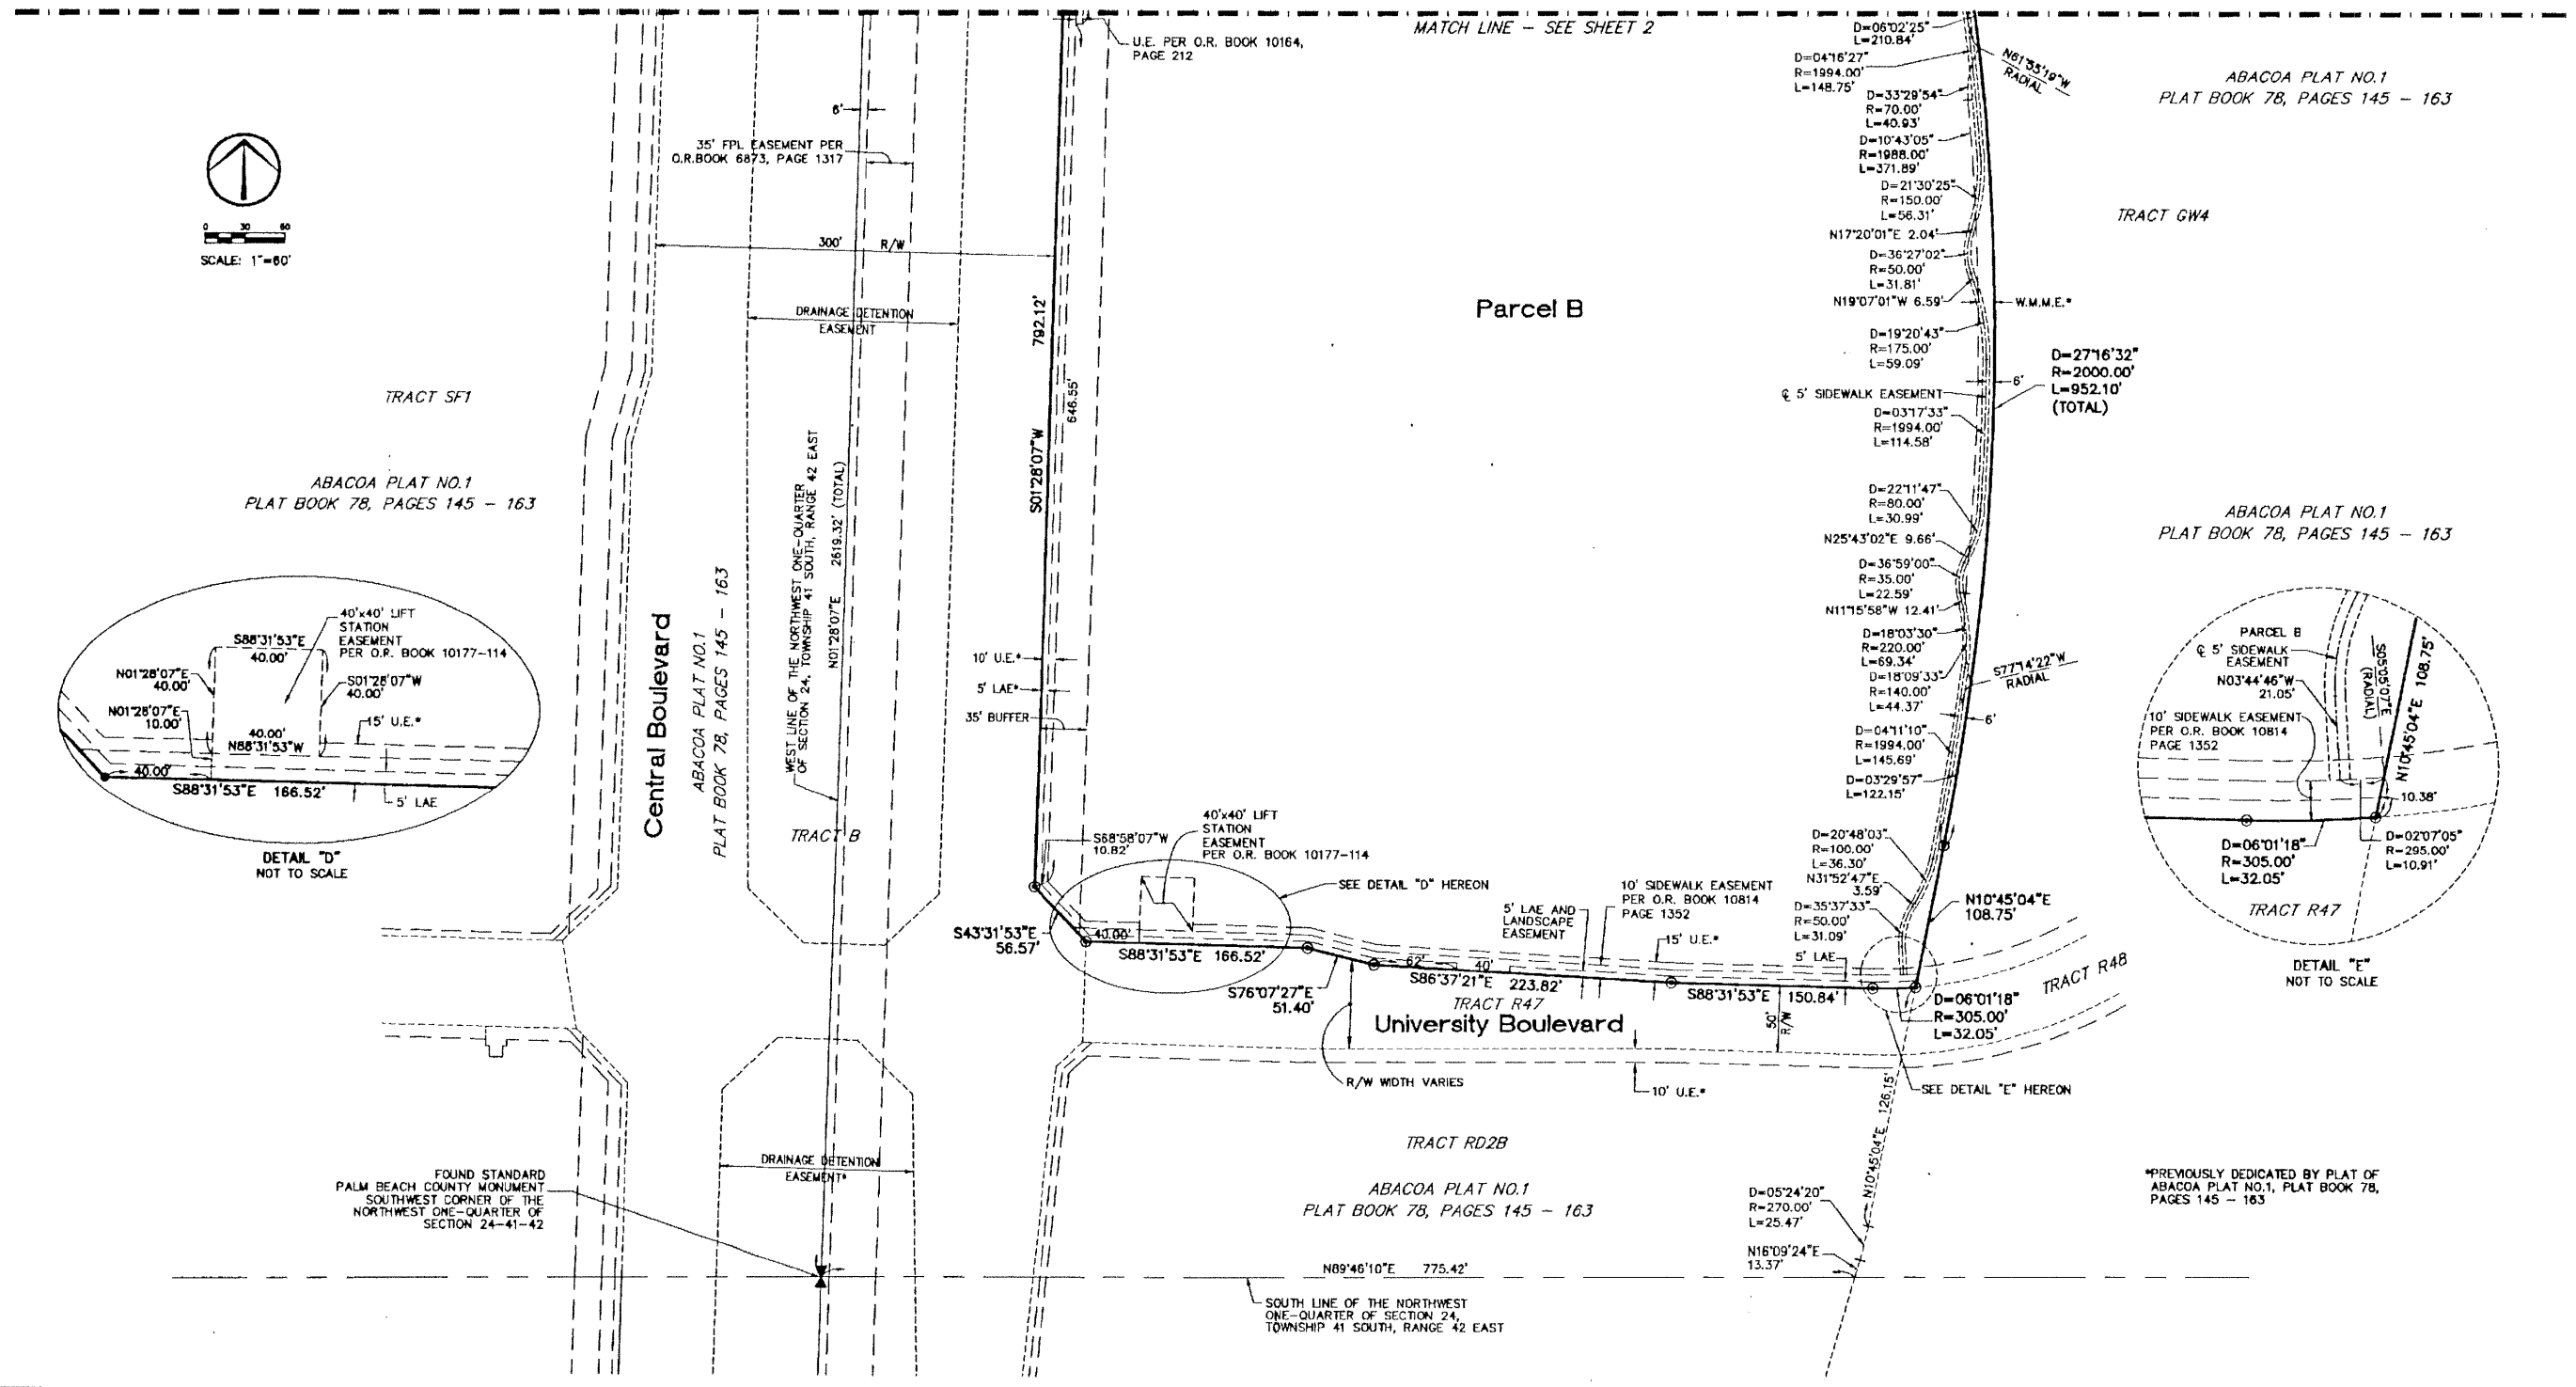 MATCH LINE - SEE SHEET 2
U.E. PER O.R. BOOK 10164,
PAGE 212
6'
35' FPL EASEMENT PER
O.R.BOOK 6873, PAGE 1317
0 30 60
SCALE: 1"=60'
300' R/W
DRAINAGE DETENTION
EASEMENT
792.12'
S01°28'07"W
646.55'
Parcel B
TRACT SF1
ABACOA PLAT NO.1
PLAT BOOK 78, PAGES 145 - 163
Central Boulevard
ABACOA PLAT NO.1
PLAT BOOK 78, PAGES 145 - 163
WEST LINE OF THE NORTHWEST ONE-QUARTER
OF SECTION 24, TOWNSHIP 41 SOUTH, RANGE 42 EAST
N01°28'07"E 2619.32' (TOTAL)
TRACT B
10' U.E.*
5' LAE*
35' BUFFER
D=06°02'25"
L=210.84'
D=04°16'27"
R=1994.00'
L=148.75'
N61°55'19"W
RADIAL
D=33°29'54"
R=70.00'
L=40.93'
D=10°43'05"
R=1988.00'
L=371.89'
D=21°30'25"
R=150.00'
L=56.31'
N17°20'01"E 2.04'
D=36°27'02"
R=50.00'
L=31.81'
N19°07'01"W 6.59'
W.M.M.E.*
D=19°20'43"
R=175.00'
L=59.09'
6'
℄ 5' SIDEWALK EASEMENT
D=27°16'32"
R=2000.00'
L=952.10'
(TOTAL)
D=03°17'33"
R=1994.00'
L=114.58'
D=22°11'47"
R=80.00'
L=30.99'
N25°43'02"E 9.66'
D=36°59'00"
R=35.00'
L=22.59'
N11°15'58"W 12.41'
D=18°03'30"
R=220.00'
L=69.34'
D=18°09'33"
R=140.00'
L=44.37'
S77°14'22"W
RADIAL
6'
D=04°11'10"
R=1994.00'
L=145.69'
D=03°29'57"
L=122.15'
D=20°48'03"
R=100.00'
L=36.30'
N31°52'47"E
3.59'
D=35°37'33"
R=50.00'
L=31.09'
5' LAE
N10°45'04"E
108.75'
ABACOA PLAT NO.1
PLAT BOOK 78, PAGES 145 - 163
TRACT GW4
ABACOA PLAT NO.1
PLAT BOOK 78, PAGES 145 - 163
40'x40' LIFT
STATION
EASEMENT
PER O.R. BOOK 10177-114
S88°31'53"E
40.00'
N01°28'07"E
40.00'
S01°28'07"W
40.00'
N01°28'07"E
10.00'
15' U.E.*
40.00'
N88°31'53"W
40.00'
S88°31'53"E 166.52'
5' LAE
DETAIL "D"
NOT TO SCALE
S68°58'07"W
10.82'
40'x40' LIFT
STATION
EASEMENT
PER O.R. BOOK 10177-114
SEE DETAIL "D" HEREON
S43°31'53"E
56.57'
40.00'
S88°31'53"E 166.52'
S76°07'27"E
51.40'
62'
40'
S86°37'21"E 223.82'
5' LAE AND
LANDSCAPE
EASEMENT
10' SIDEWALK EASEMENT
PER O.R. BOOK 10814
PAGE 1352
15' U.E.*
S88°31'53"E 150.84'
TRACT R47
University Boulevard
50'
R/W
R/W WIDTH VARIES
10' U.E.*
D=06°01'18"
R=305.00'
L=32.05'
TRACT R48
SEE DETAIL "E" HEREON
PARCEL B
℄ 5' SIDEWALK
EASEMENT
N03°44'46"W
21.05'
10' SIDEWALK EASEMENT
PER O.R. BOOK 10814
PAGE 1352
S05°05'07"E
(RADIAL)
N10°45'04"E 108.75'
10.38'
D=06°01'18"
R=305.00'
L=32.05'
D=02°07'05"
R=295.00'
L=10.91'
TRACT R47
DETAIL "E"
NOT TO SCALE
N10°45'04"E 126.15'
TRACT RD2B
ABACOA PLAT NO.1
PLAT BOOK 78, PAGES 145 - 163
D=05°24'20"
R=270.00'
L=25.47'
N16°09'24"E
13.37'
DRAINAGE DETENTION
EASEMENT*
FOUND STANDARD
PALM BEACH COUNTY MONUMENT
SOUTHWEST CORNER OF THE
NORTHWEST ONE-QUARTER OF
SECTION 24-41-42
N89°46'10"E 775.42'
SOUTH LINE OF THE NORTHWEST
ONE-QUARTER OF SECTION 24,
TOWNSHIP 41 SOUTH, RANGE 42 EAST
*PREVIOUSLY DEDICATED BY PLAT OF
ABACOA PLAT NO.1, PLAT BOOK 78,
PAGES 145 - 163